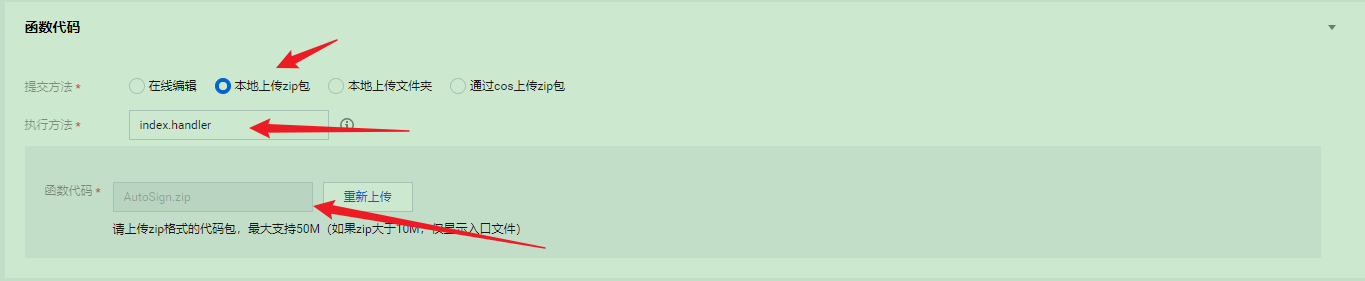 函数代码
提交方法 * 在线编辑 本地上传zip包 本地上传文件夹 通过cos上传zip包
执行方法 * index.handler
函数代码 * AutoSign.zip 重新上传
请上传zip格式的代码包，最大支持50M（如果zip大于10M，仅显示入口文件）